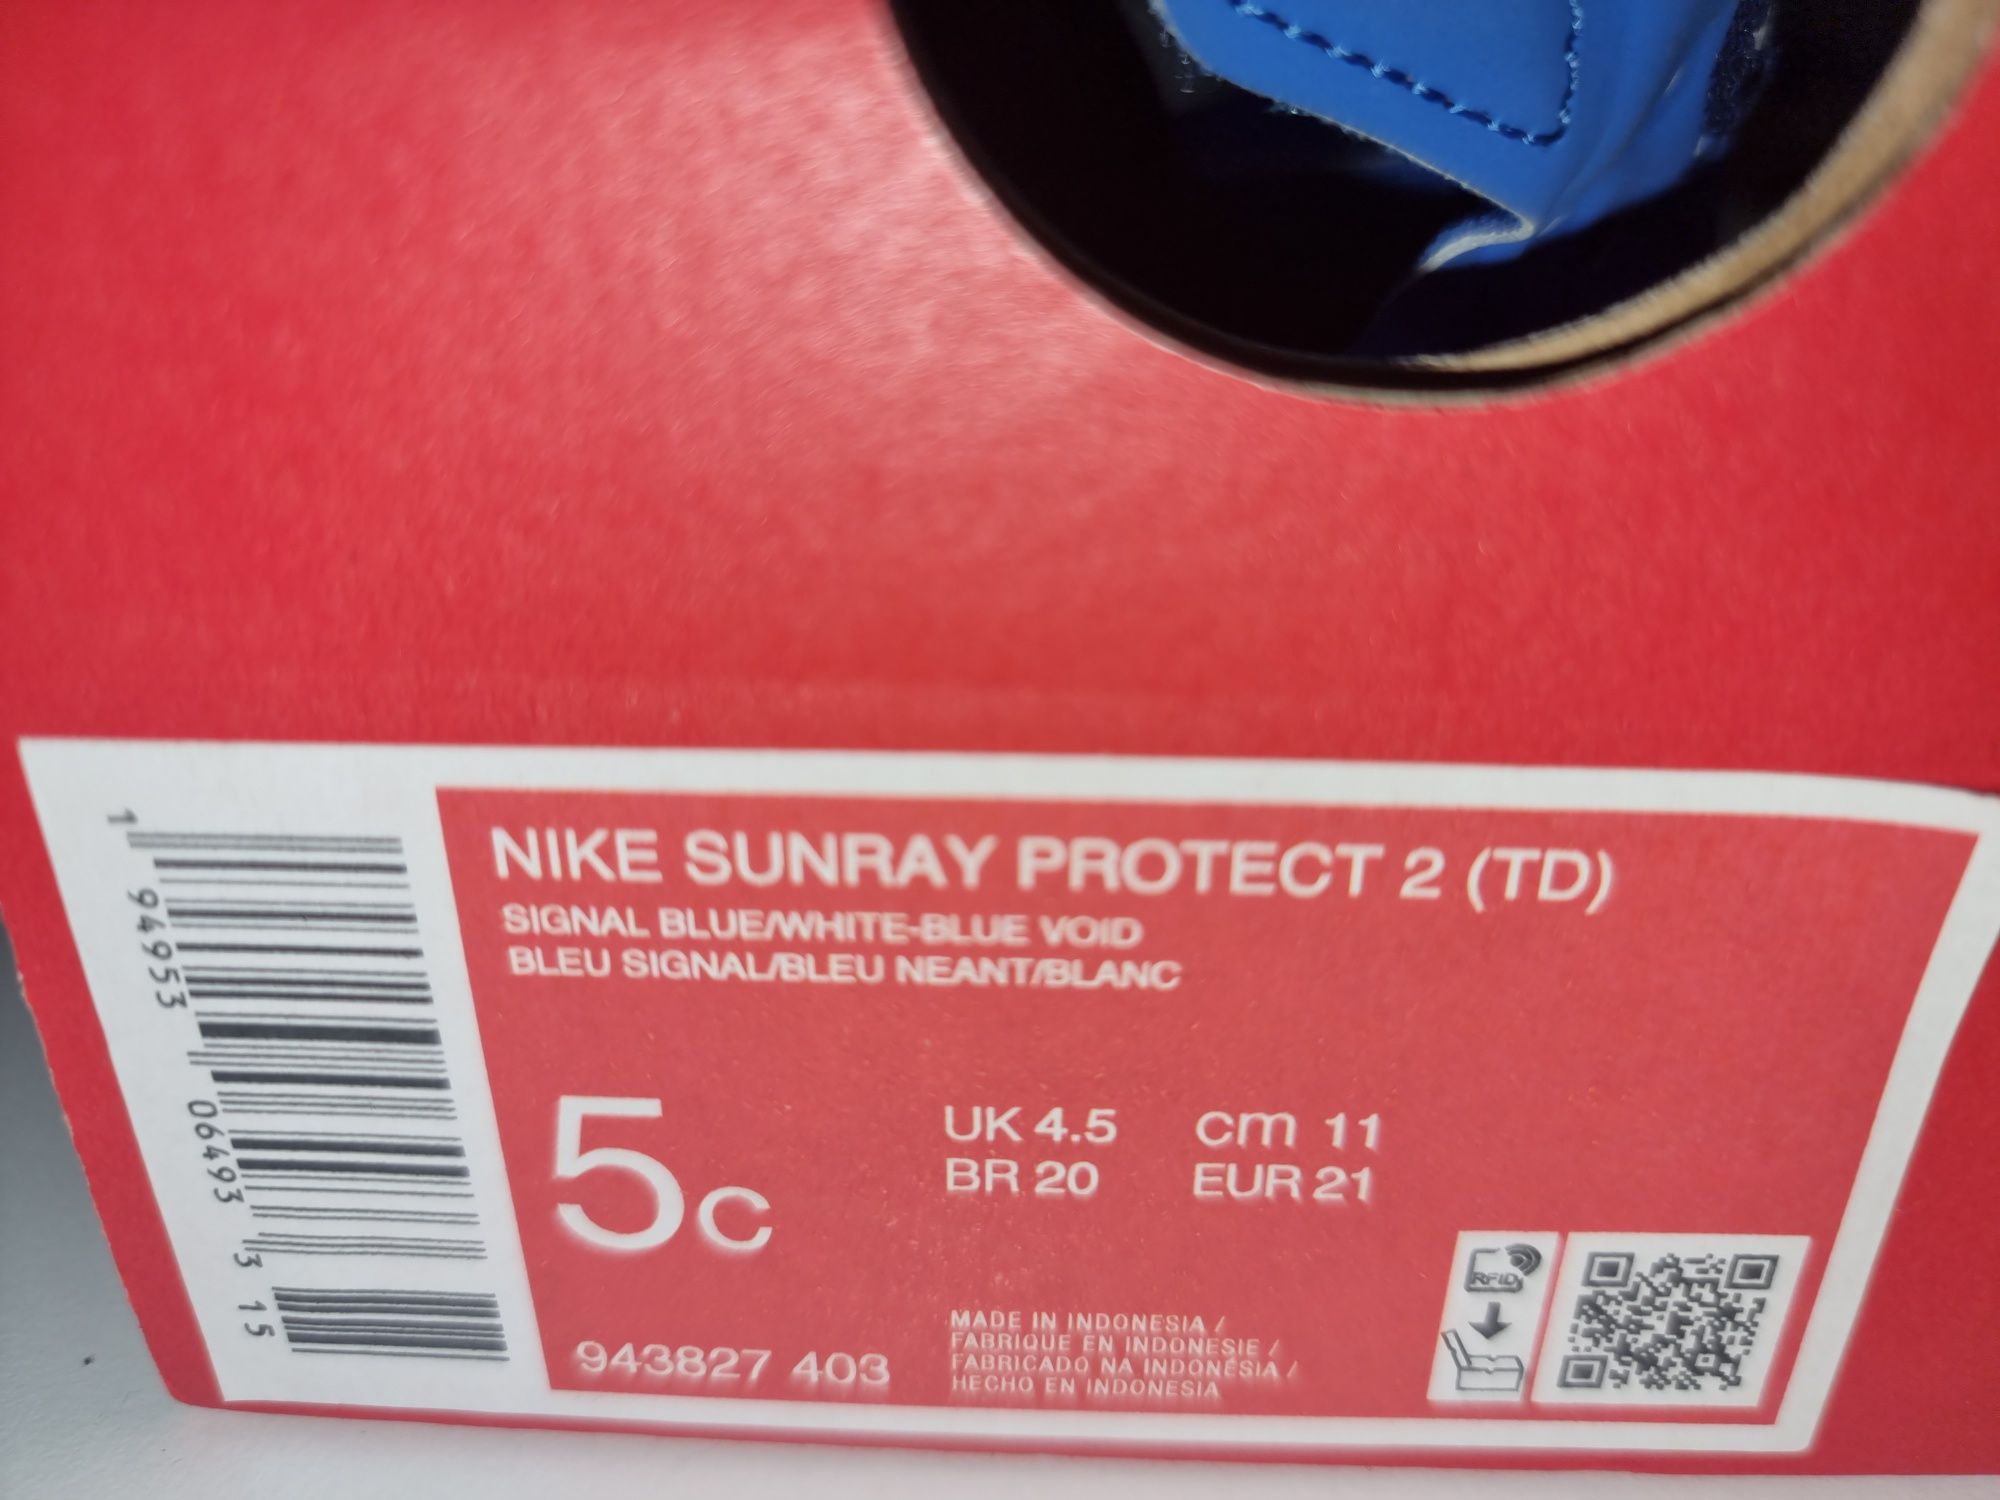 NIKE SUNRAY PROTECT 2 (TD)
SIGNAL BLUE/WHITE-BLUE VOID
BLEU SIGNAL/BLEU NEANT/BLANC
5C
UK 4.5 cm 11
BR 20 EUR 21
943827 403
MADE IN INDONESIA /
FABRIQUE EN INDONESIE /
FABRICADO NA INDONÉSIA /
HECHO EN INDONESIA
RFID
1 94953 06493 3 15